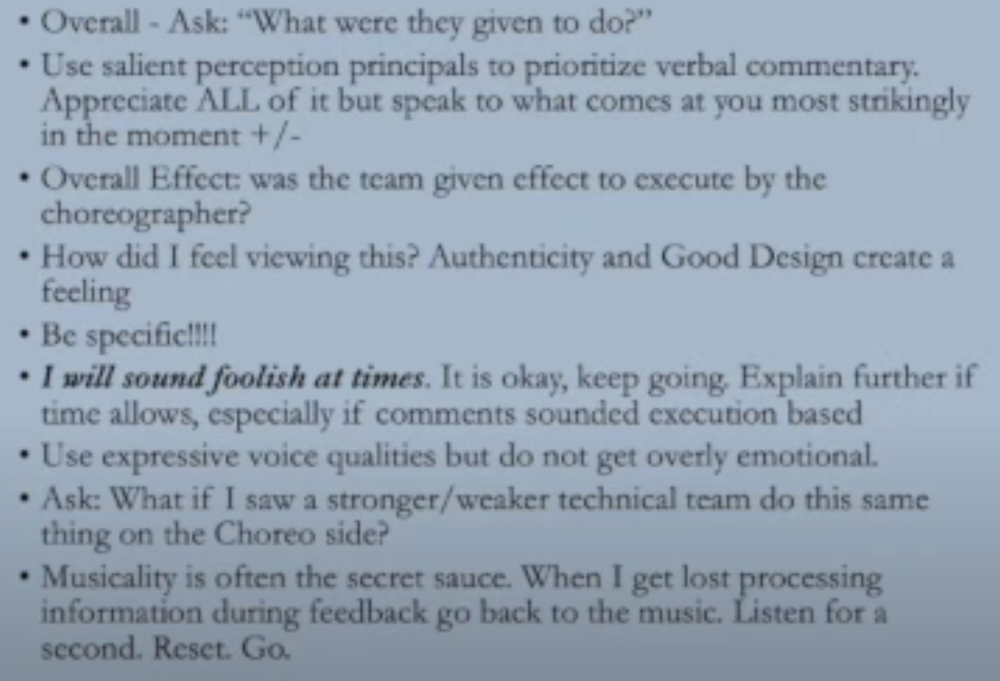 • Overall - Ask: “What were they given to do?”
• Use salient perception principals to prioritize verbal commentary.
Appreciate ALL of it but speak to what comes at you most strikingly
in the moment +/-
• Overall Effect: was the team given effect to execute by the
choreographer?
• How did I feel viewing this? Authenticity and Good Design create a
feeling
• Be specific!!!!
• I will sound foolish at times. It is okay, keep going. Explain further if
time allows, especially if comments sounded execution based
• Use expressive voice qualities but do not get overly emotional.
• Ask: What if I saw a stronger/weaker technical team do this same
thing on the Choreo side?
• Musicality is often the secret sauce. When I get lost processing
information during feedback go back to the music. Listen for a
second. Reset. Go.